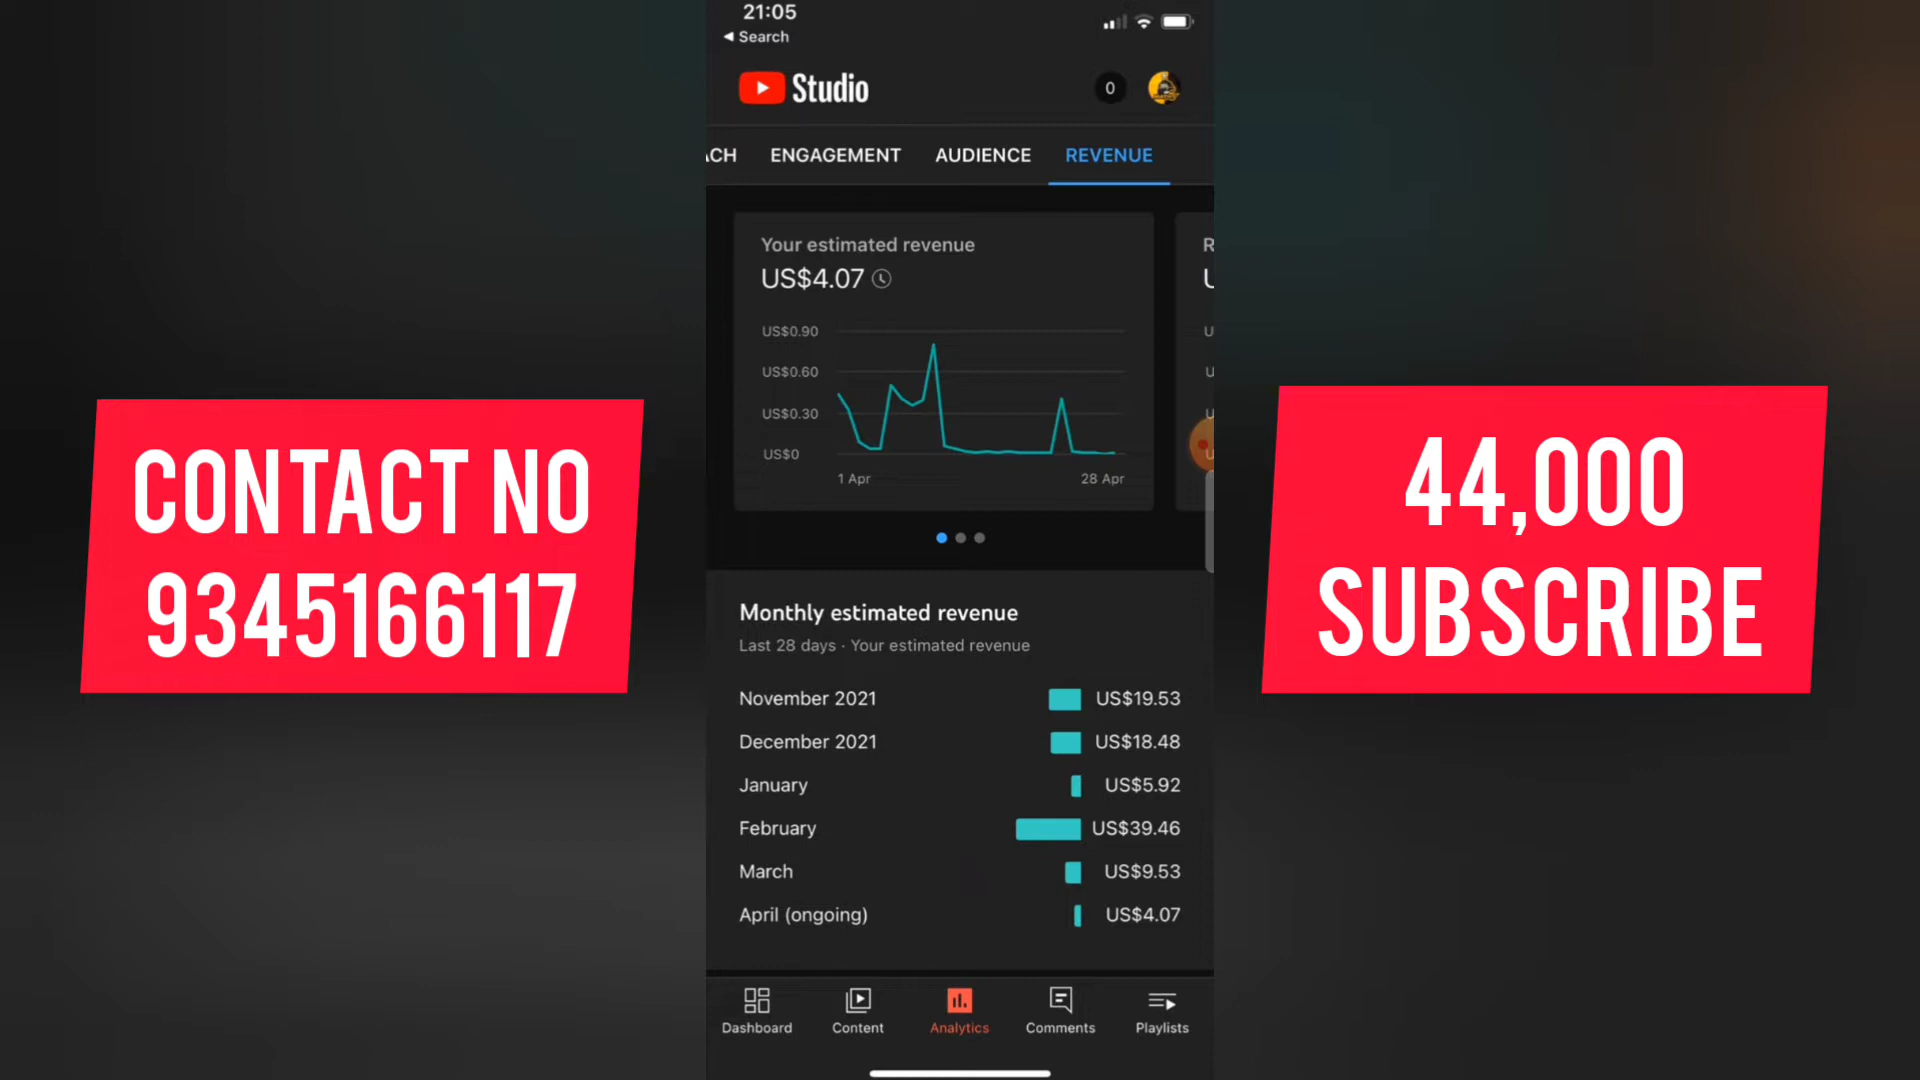 21:05
◀ Search
Studio
0
ACH ENGAGEMENT AUDIENCE REVENUE
Your estimated revenue
US$4.07
US$0.90
US$0.60
US$0.30
US$0
1 Apr 28 Apr
R
U
U
U
U
U
CONTACT NO
9345166117
44,000
SUBSCRIBE
Monthly estimated revenue
Last 28 days · Your estimated revenue
November 2021 US$19.53
December 2021 US$18.48
January US$5.92
February US$39.46
March US$9.53
April (ongoing) US$4.07
Dashboard Content Analytics Comments Playlists